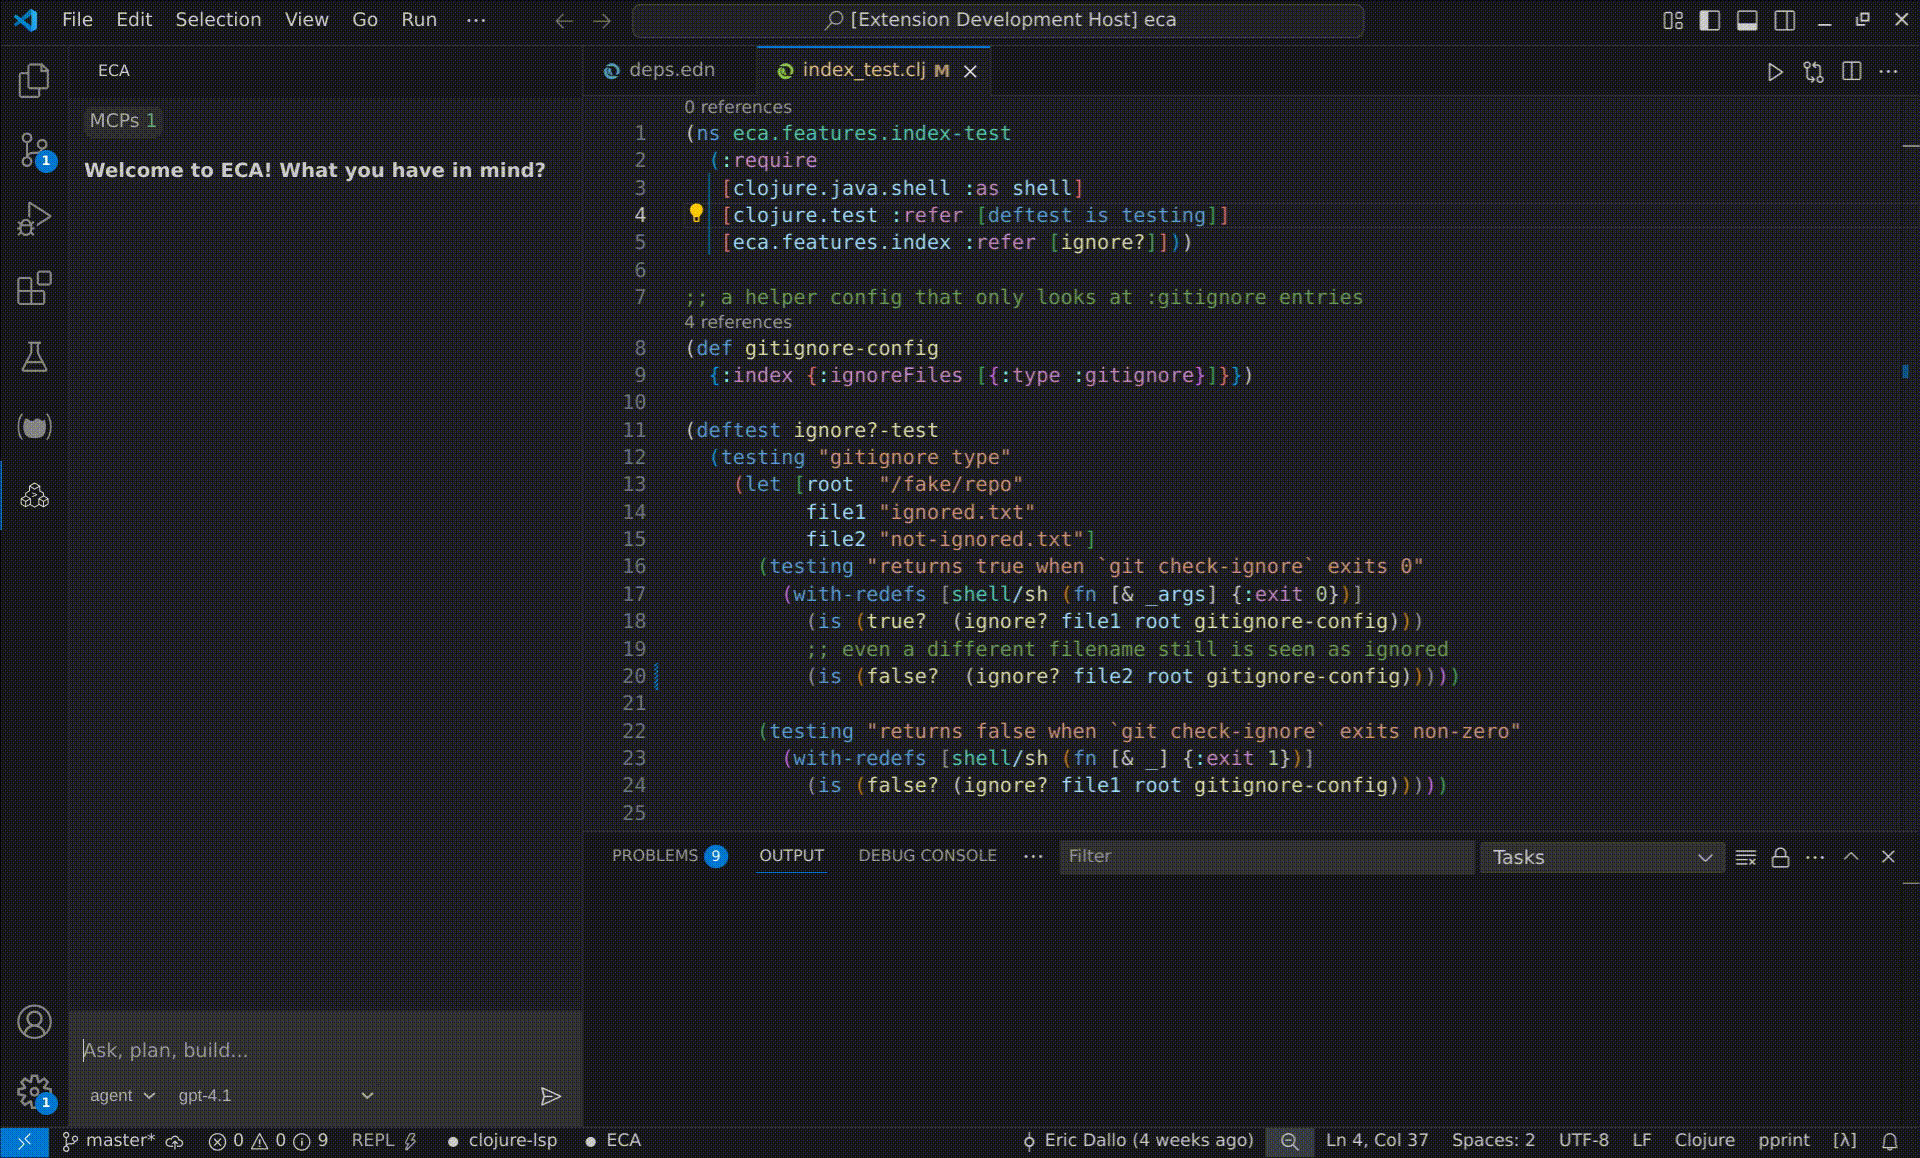 File Edit Selection View Go Run ··· [Extension Development Host] eca
ECA
MCPs 1
Welcome to ECA! What you have in mind?
Ask, plan, build...
agent gpt-4.1
deps.edn index_test.clj M
0 references
1 (ns eca.features.index-test
2 (:require
3 [clojure.java.shell :as shell]
4 [clojure.test :refer [deftest is testing]]
5 [eca.features.index :refer [ignore?]]))
6
7 ;; a helper config that only looks at :gitignore entries
4 references
8 (def gitignore-config
9 {:index {:ignoreFiles [{:type :gitignore}]}})
10
11 (deftest ignore?-test
12 (testing "gitignore type"
13 (let [root "/fake/repo"
14 file1 "ignored.txt"
15 file2 "not-ignored.txt"]
16 (testing "returns true when `git check-ignore` exits 0"
17 (with-redefs [shell/sh (fn [& _args] {:exit 0})]
18 (is (true? (ignore? file1 root gitignore-config)))
19 ;; even a different filename still is seen as ignored
20 (is (false? (ignore? file2 root gitignore-config)))))
21
22 (testing "returns false when `git check-ignore` exits non-zero"
23 (with-redefs [shell/sh (fn [& _] {:exit 1})]
24 (is (false? (ignore? file1 root gitignore-config)))))
25
PROBLEMS 9 OUTPUT DEBUG CONSOLE ··· Filter Tasks
1
1
master* 0 0 9 REPL clojure-lsp ECA Eric Dallo (4 weeks ago) Ln 4, Col 37 Spaces: 2 UTF-8 LF Clojure pprint [λ]